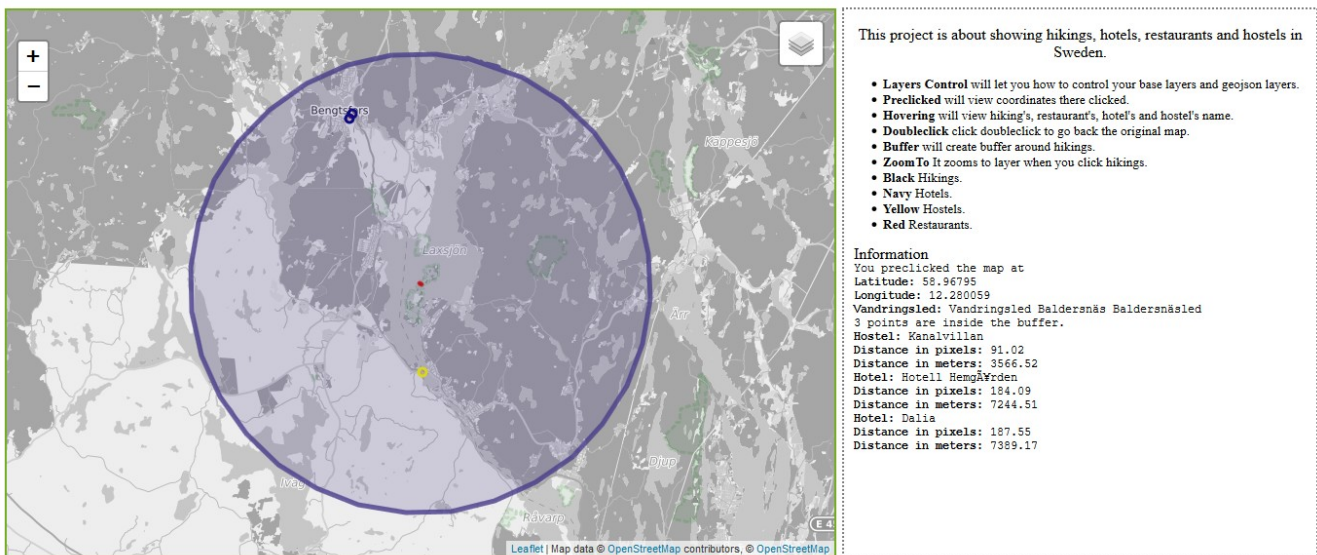 +
−
Bengtsfors
Käppesjö
Laxsjön
Ärr
Djup
Iväg
Råvarp
E 4
Leaflet | Map data © OpenStreetMap contributors, © OpenStreetMap
This project is about showing hikings, hotels, restaurants and hostels in
Sweden.
Layers Control will let you how to control your base layers and geojson layers.
Preclicked will view coordinates there clicked.
Hovering will view hiking's, restaurant's, hotel's and hostel's name.
Doubleclick click doubleclick to go back the original map.
Buffer will create buffer around hikings.
ZoomTo It zooms to layer when you click hikings.
Black Hikings.
Navy Hotels.
Yellow Hostels.
Red Restaurants.
Information
You preclicked the map at
Latitude: 58.96795
Longitude: 12.280059
Vandringsled: Vandringsled Baldersnäs Baldersnäsled
3 points are inside the buffer.
Hostel: Kanalvillan
Distance in pixels: 91.02
Distance in meters: 3566.52
Hotel: Hotell HemgÃ¥rden
Distance in pixels: 184.09
Distance in meters: 7244.51
Hotel: Dalia
Distance in pixels: 187.55
Distance in meters: 7389.17